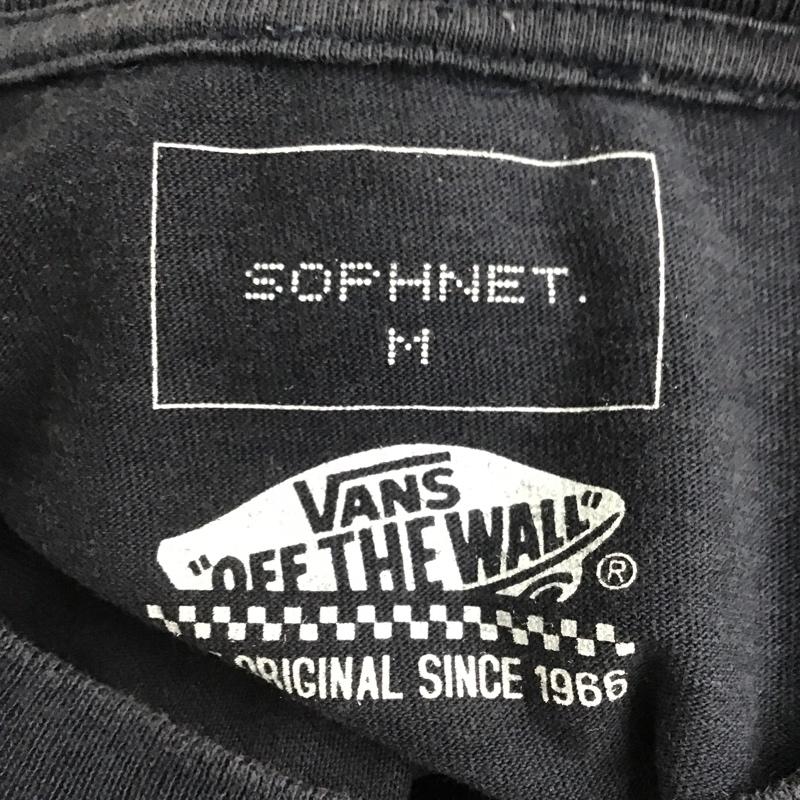 SOPHNET.
M
VANS
"OFF THE WALL"
®
ORIGINAL SINCE 1966